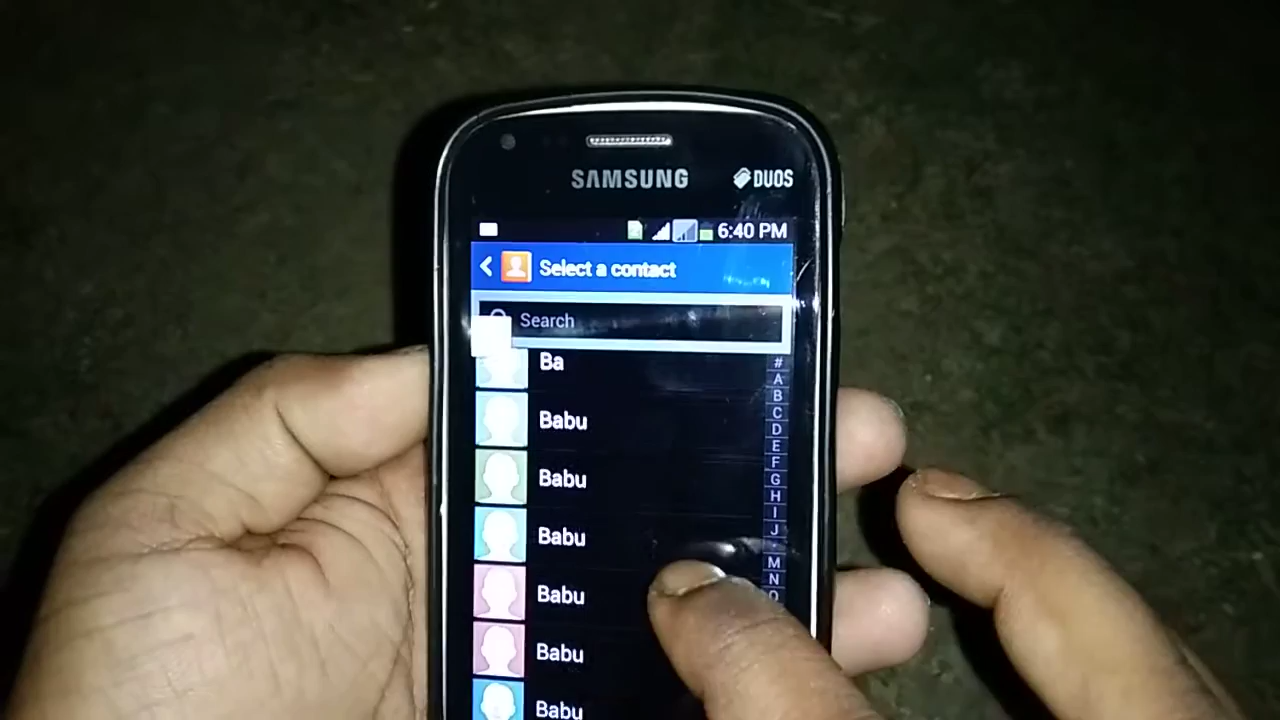 SAMSUNG DUOS
6:40 PM
Select a contact
Search
Ba
Babu
Babu
Babu
Babu
Babu
Babu
#
A
B
C
D
E
F
G
H
I
J
M
N
O